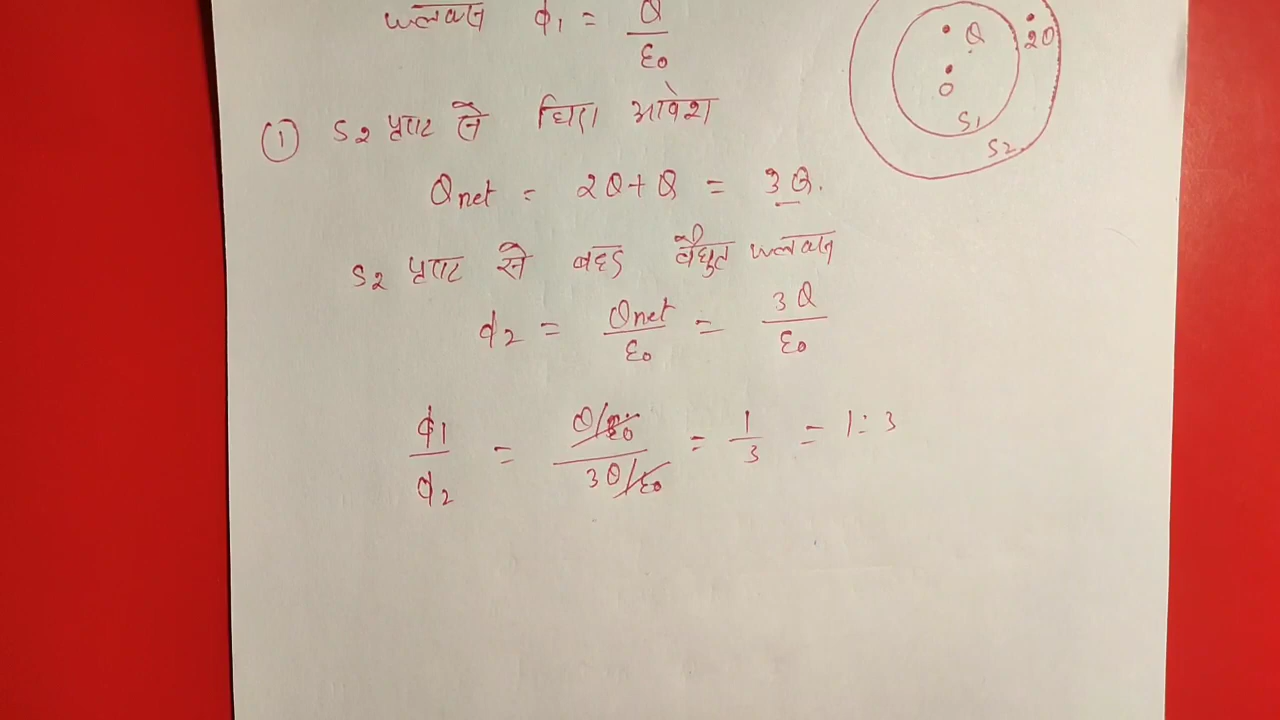 फ्लक्स ϕ1 = Q/ε0
Q
2Q
O
S1
S2
(1) S2 पृष्ठ से घिरा आवेश
Qnet = 2Q + Q = 3Q.
S2 पृष्ठ से बद्ध वैद्युत फ्लक्स
ϕ2 = Qnet/ε0 = 3Q/ε0
ϕ1/ϕ2 = (Q/ε0)/(3Q/ε0) = 1/3 = 1:3